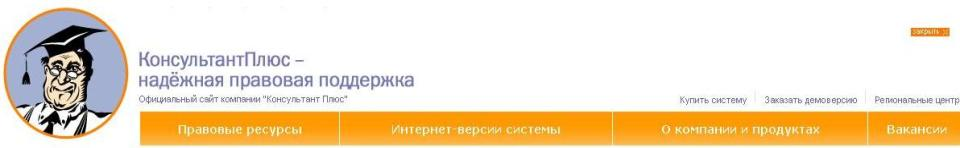 закрыть
КонсультантПлюс –
надёжная правовая поддержка
Официальный сайт компании "Консультант Плюс"
Купить систему Заказать демоверсию Региональные центр
Правовые ресурсы Интернет-версии системы О компании и продуктах Вакансии